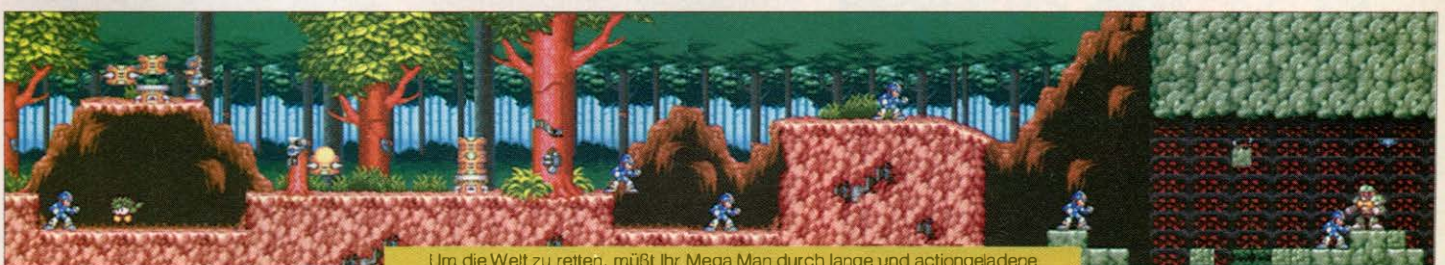 Um die Welt zu retten, müßt Ihr Mega Man durch lange und actiongeladene